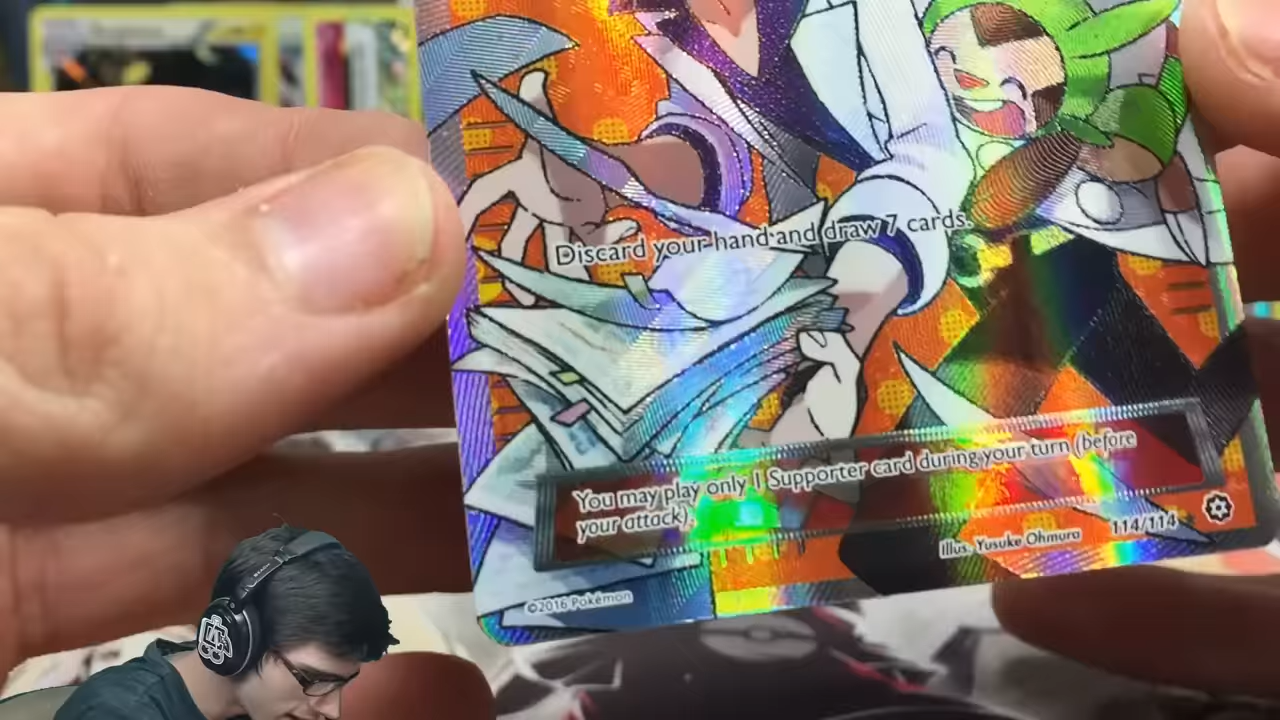 Discard your hand and draw 7 cards.
You may play only 1 Supporter card during your turn (before
your attack).
Illus. Yusuke Ohmura 114/114
©2016 Pokémon